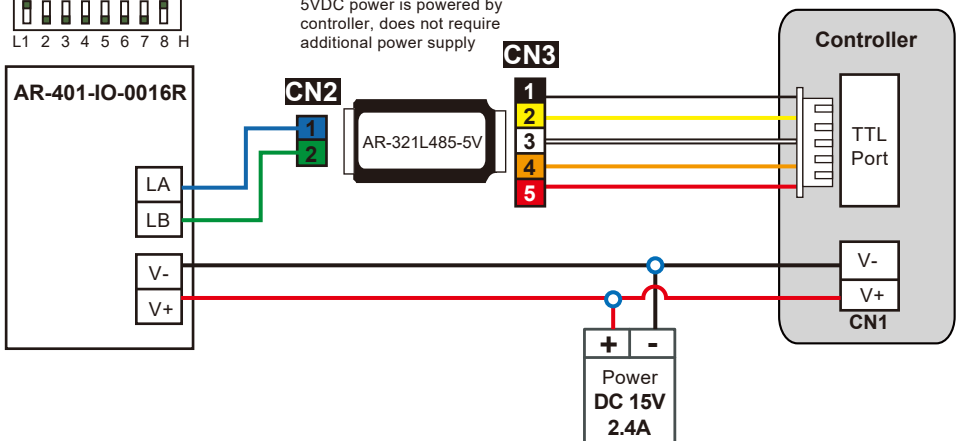 5VDC power is powered by
controller, does not require
additional power supply
L1 2 3 4 5 6 7 8 H
AR-401-IO-0016R
LA
LB
V-
V+
CN2
1
2
AR-321L485-5V
CN3
1
2
3
4
5
Controller
TTL
Port
V-
V+
CN1
+ -
Power
DC 15V
2.4A